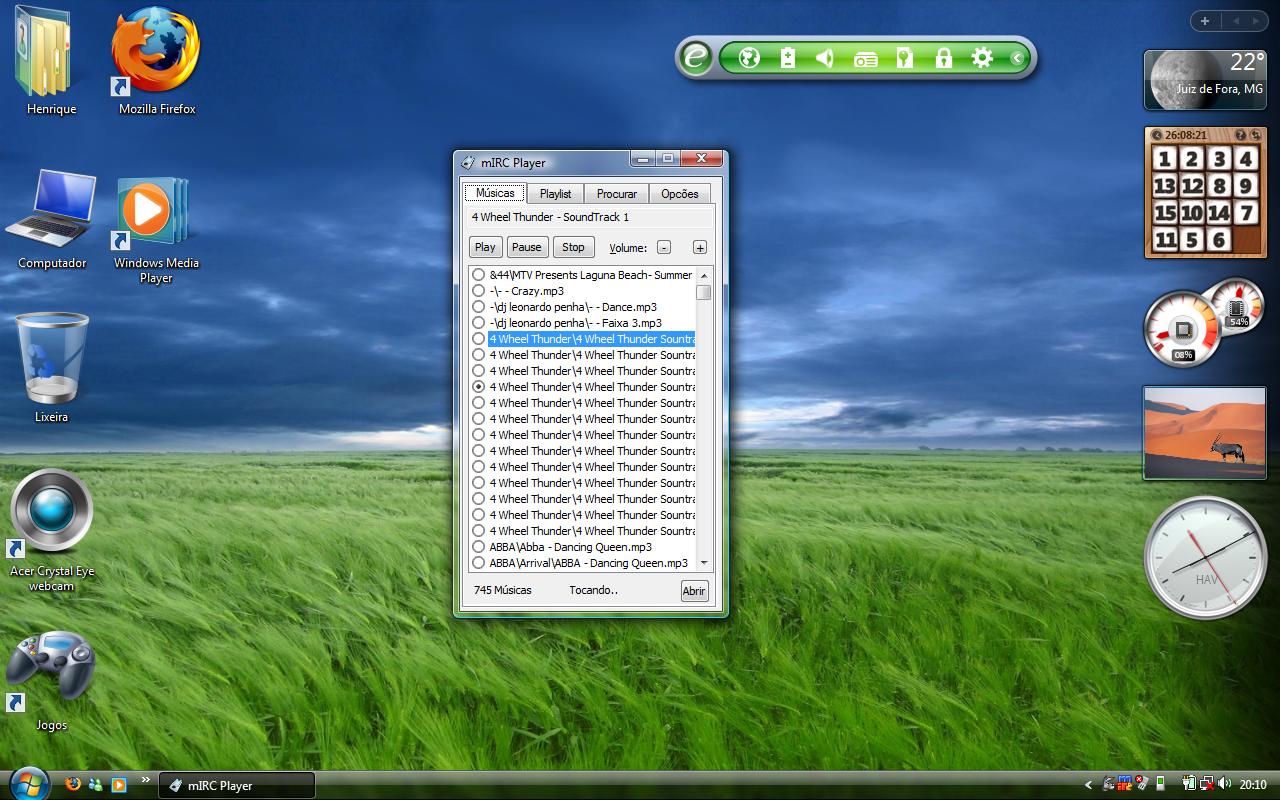 Henrique
Mozilla Firefox
Computador
Windows Media
Player
Lixeira
Acer Crystal Eye
webcam
Jogos
e
mIRC Player
Músicas
Playlist
Procurar
Opcões
4 Wheel Thunder - SoundTrack 1
Play
Pause
Stop
Volume:
-
+
&44\MTV Presents Laguna Beach- Summer
-\- - Crazy.mp3
-\dj leonardo penha\- - Dance.mp3
-\dj leonardo penha\- - Faixa 3.mp3
4 Wheel Thunder\4 Wheel Thunder Sountra
4 Wheel Thunder\4 Wheel Thunder Sountra
4 Wheel Thunder\4 Wheel Thunder Sountra
4 Wheel Thunder\4 Wheel Thunder Sountra
4 Wheel Thunder\4 Wheel Thunder Sountra
4 Wheel Thunder\4 Wheel Thunder Sountra
4 Wheel Thunder\4 Wheel Thunder Sountra
4 Wheel Thunder\4 Wheel Thunder Sountra
4 Wheel Thunder\4 Wheel Thunder Sountra
4 Wheel Thunder\4 Wheel Thunder Sountra
4 Wheel Thunder\4 Wheel Thunder Sountra
4 Wheel Thunder\4 Wheel Thunder Sountra
4 Wheel Thunder\4 Wheel Thunder Sountra
ABBA\Abba - Dancing Queen.mp3
ABBA\Arrival\ABBA - Dancing Queen.mp3
745 Músicas
Tocando..
Abrir
22°
Juiz de Fora, MG
26:08:21
1 2 3 4
13 12 8 9
15 10 14 7
11 5 6
54%
08%
HAV
mIRC Player
20:10